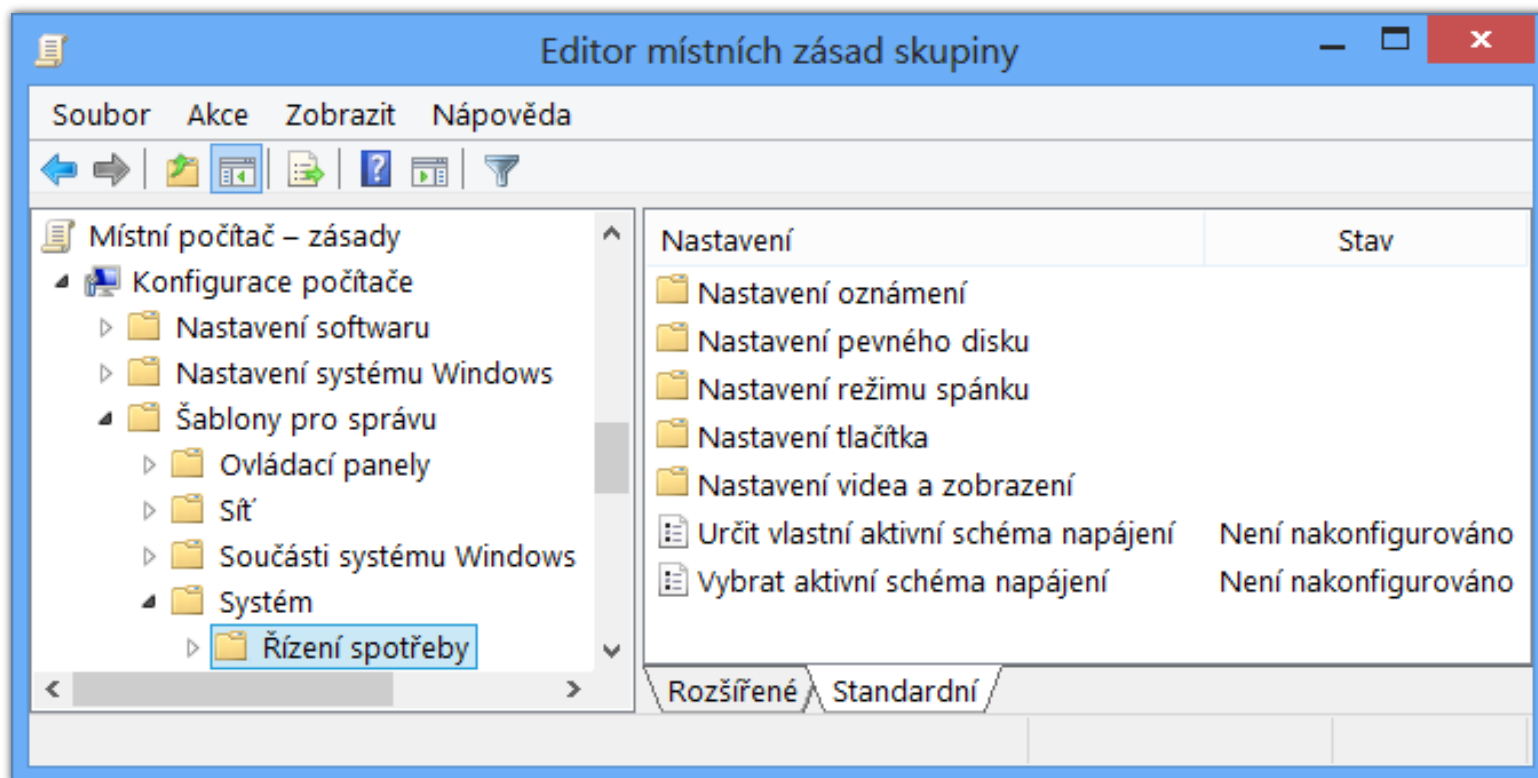 Editor místních zásad skupiny
Soubor Akce Zobrazit Nápověda
Místní počítač – zásady
Konfigurace počítače
Nastavení softwaru
Nastavení systému Windows
Šablony pro správu
Ovládací panely
Síť
Součásti systému Windows
Systém
Řízení spotřeby
Nastavení Stav
Nastavení oznámení
Nastavení pevného disku
Nastavení režimu spánku
Nastavení tlačítka
Nastavení videa a zobrazení
Určit vlastní aktivní schéma napájení Není nakonfigurováno
Vybrat aktivní schéma napájení Není nakonfigurováno
Rozšířené Standardní